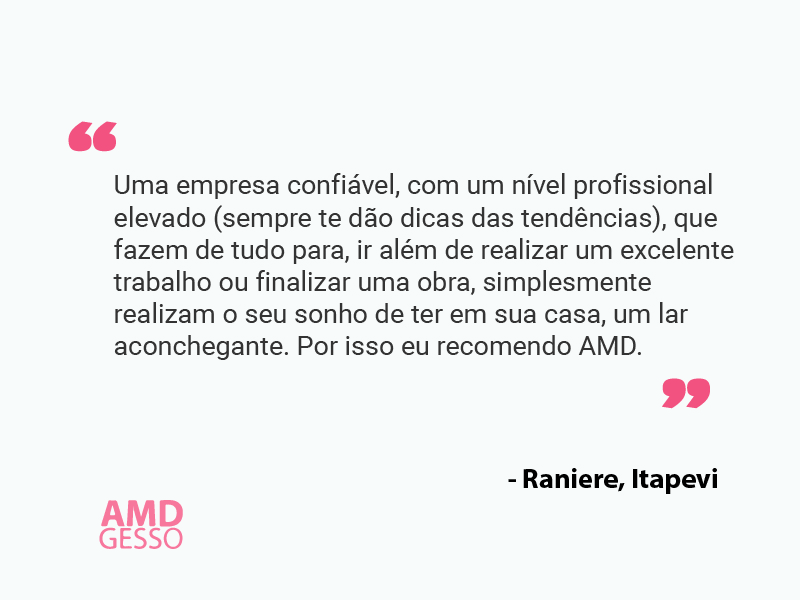 “
Uma empresa confiável, com um nível profissional
elevado (sempre te dão dicas das tendências), que
fazem de tudo para, ir além de realizar um excelente
trabalho ou finalizar uma obra, simplesmente
realizam o seu sonho de ter em sua casa, um lar
aconchegante. Por isso eu recomendo AMD.
”
- Raniere, Itapevi
AMD
GESSO